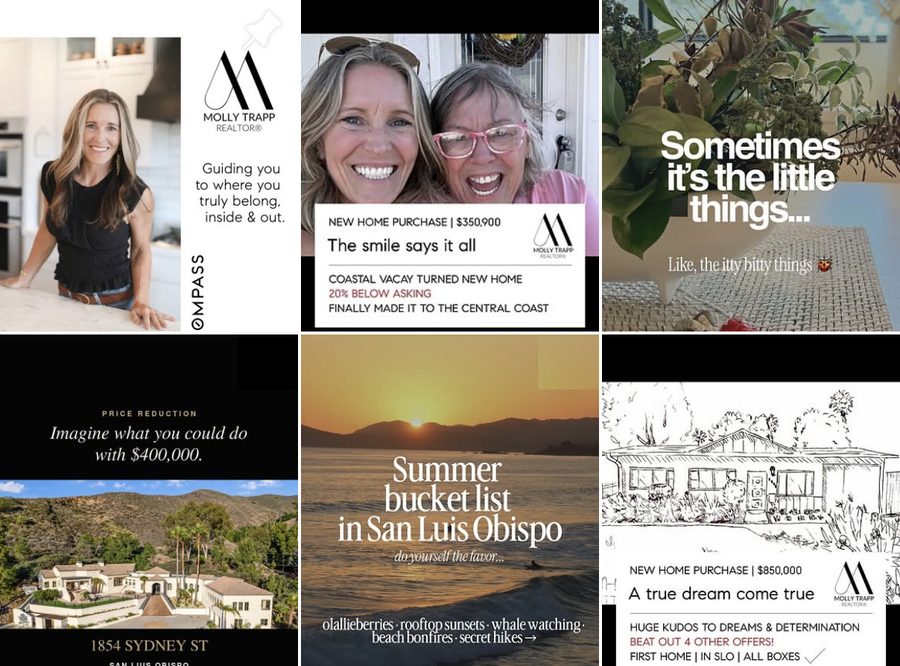 MOLLY TRAPP
REALTOR®
Guiding you
to where you
truly belong,
inside & out.
OMPASS
NEW HOME PURCHASE | $350,900
The smile says it all
MOLLY TRAPP
REALTOR®
COASTAL VACAY TURNED NEW HOME
20% BELOW ASKING
FINALLY MADE IT TO THE CENTRAL COAST
Sometimes
it's the little
things...
Like, the itty bitty things 🐞
PRICE REDUCTION
Imagine what you could do
with $400,000.
1854 SYDNEY ST
SAN LUIS OBISPO
Summer
bucket list
in San Luis Obispo
do yourself the favor...
olallieberries · rooftop sunsets · whale watching ·
beach bonfires · secret hikes →
NEW HOME PURCHASE | $850,000
A true dream come true
MOLLY TRAPP
REALTOR®
HUGE KUDOS TO DREAMS & DETERMINATION
BEAT OUT 4 OTHER OFFERS!
FIRST HOME | IN SLO | ALL BOXES ✓